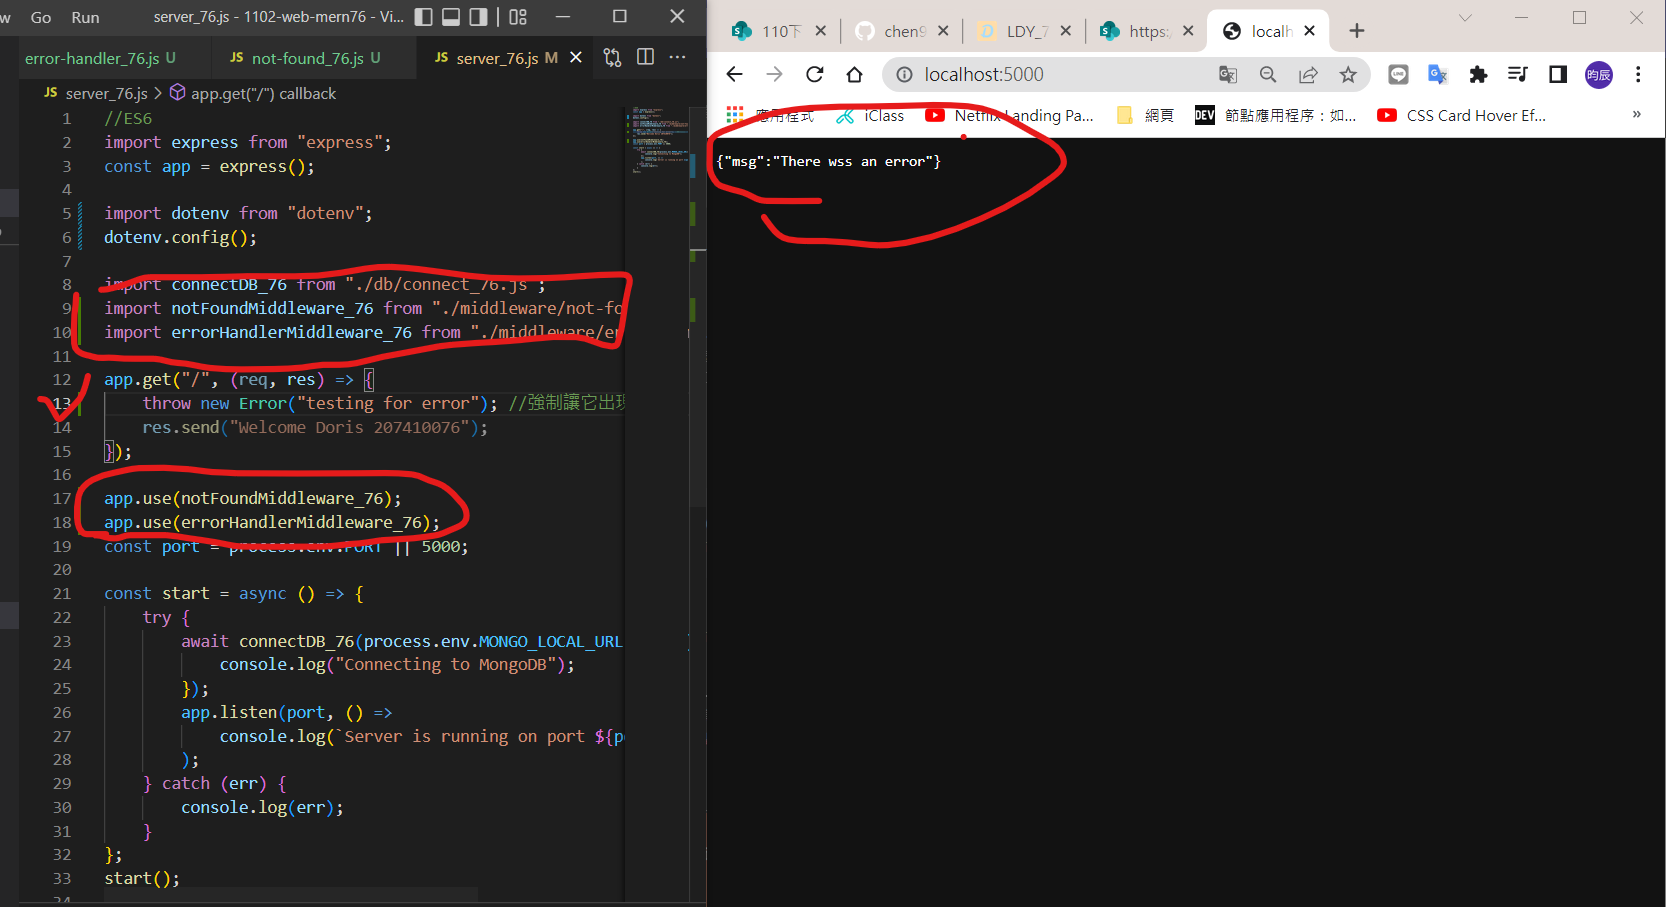 w Go Run server_76.js - 1102-web-mern76 - Vi...
error-handler_76.js U JS not-found_76.js U JS server_76.js M
JS server_76.js > app.get("/") callback
1 //ES6
2 import express from "express";
3 const app = express();
4
5 import dotenv from "dotenv";
6 dotenv.config();
7
8 import connectDB_76 from "./db/connect_76.js";
9 import notFoundMiddleware_76 from "./middleware/not-fo
10 import errorHandlerMiddleware_76 from "./middleware/er
11
12 app.get("/", (req, res) => {
13 throw new Error("testing for error"); //強制讓它出現
14 res.send("Welcome Doris 207410076");
15 });
16
17 app.use(notFoundMiddleware_76);
18 app.use(errorHandlerMiddleware_76);
19 const port = process.env.PORT || 5000;
20
21 const start = async () => {
22 try {
23 await connectDB_76(process.env.MONGO_LOCAL_URL
24 console.log("Connecting to MongoDB");
25 });
26 app.listen(port, () =>
27 console.log(`Server is running on port ${po
28 );
29 } catch (err) {
30 console.log(err);
31 }
32 };
33 start();
34
110下 chen9 LDY_7 https: localh
localhost:5000 昀辰
應用程式 iClass Netflix Landing Pa... 網頁 DEV 節點應用程序：如... CSS Card Hover Ef... »
{"msg":"There wss an error"}